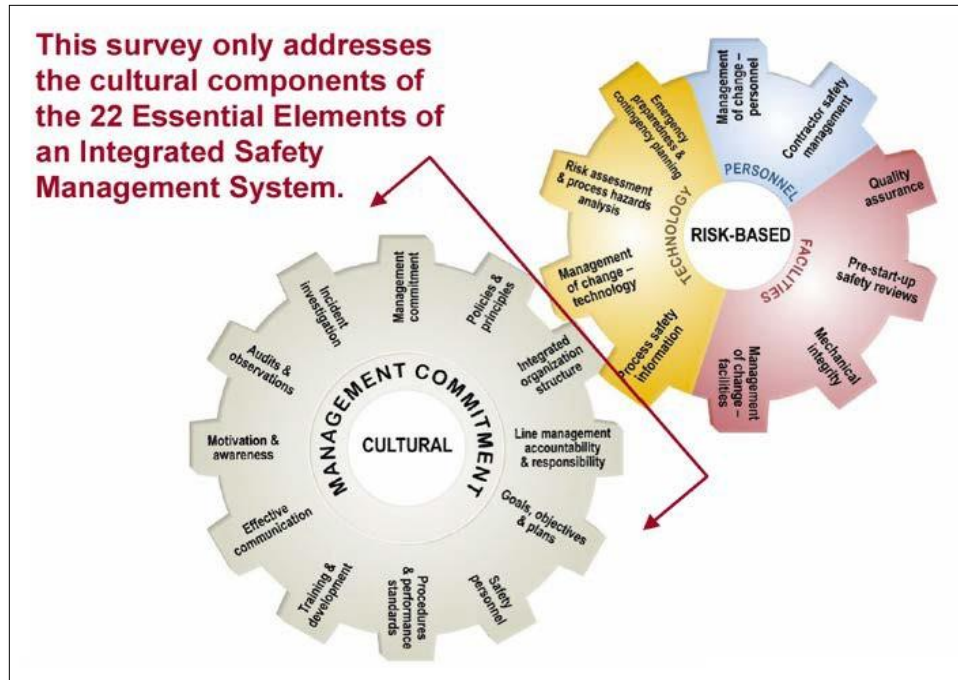 This survey only addresses
the cultural components of
the 22 Essential Elements of
an Integrated Safety
Management System.
Emergency
preparedness &
contingency planning
Management
of change –
personnel
Contractor safety
management
Risk assessment
& process hazards
analysis
PERSONNEL
Quality
assurance
TECHNOLOGY
RISK-BASED
FACILITIES
Management
of change –
technology
Pre-start-up
safety reviews
Process safety
information
Management
of change –
facilities
Mechanical
integrity
Incident
investigation
Management
commitment
Policies &
principles
Audits &
observations
Integrated
organization
structure
MANAGEMENT COMMITMENT
CULTURAL
Motivation &
awareness
Line management
accountability
& responsibility
Effective
communication
Goals, objectives
& plans
Training &
development
Procedures
& performance
standards
Safety
personnel